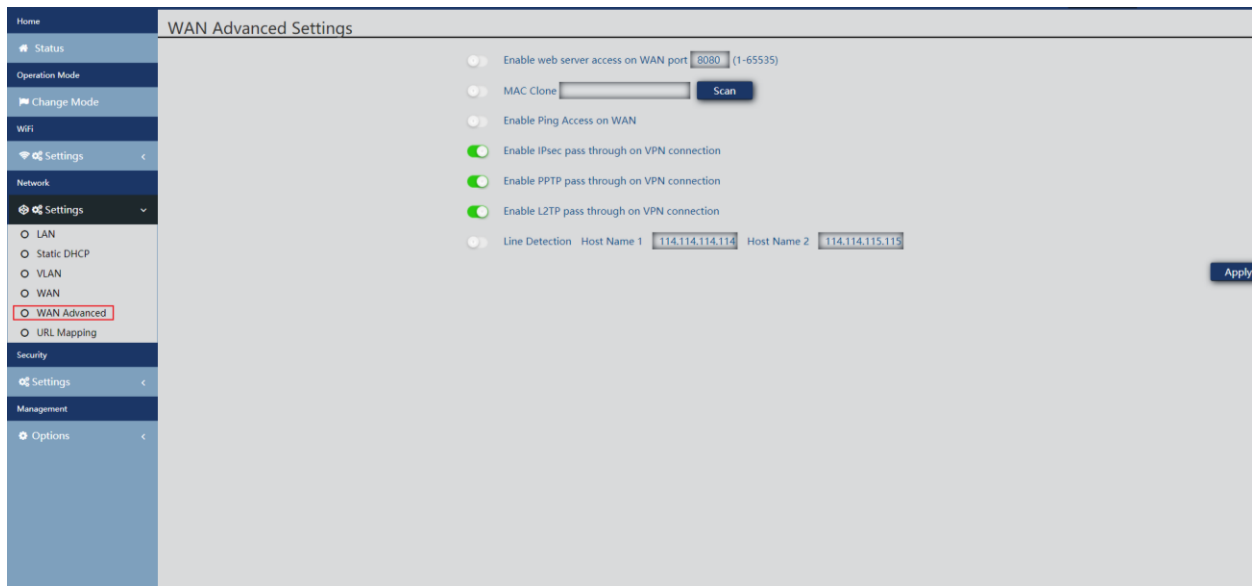 Home
Status
Operation Mode
Change Mode
WiFi
Settings
Network
Settings
LAN
Static DHCP
VLAN
WAN
WAN Advanced
URL Mapping
Security
Settings
Management
Options
WAN Advanced Settings
Enable web server access on WAN port 8080 (1-65535)
MAC Clone Scan
Enable Ping Access on WAN
Enable IPsec pass through on VPN connection
Enable PPTP pass through on VPN connection
Enable L2TP pass through on VPN connection
Line Detection Host Name 1 114.114.114.114 Host Name 2 114.114.115.115
Apply